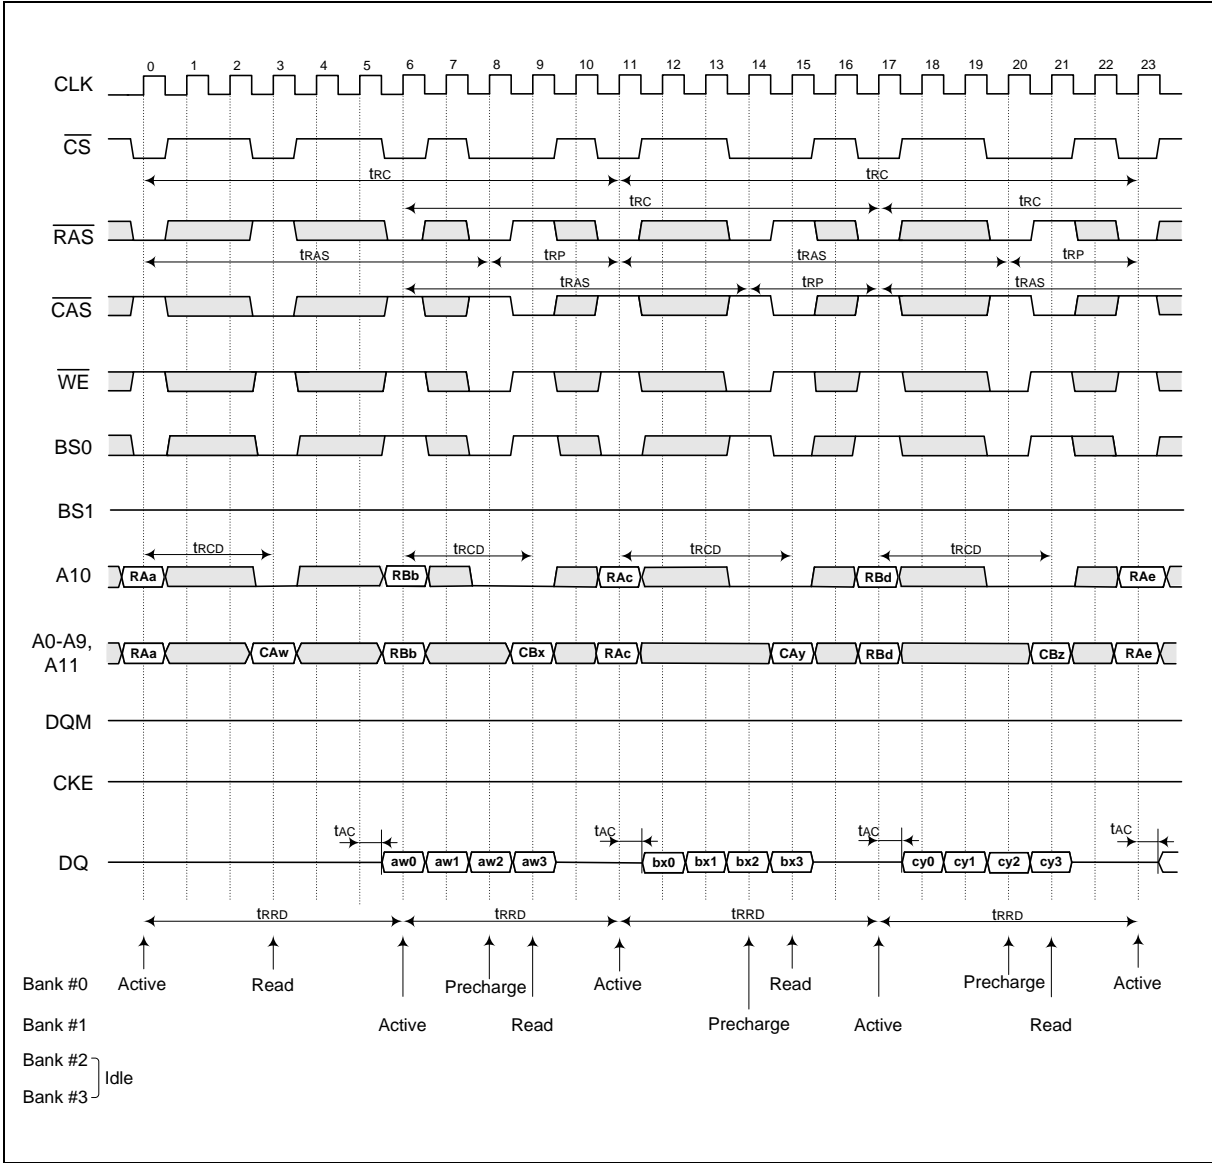 0 1 2 3 4 5 6 7 8 9 10 11 12 13 14 15 16 17 18 19 20 21 22 23
CLK
CS
tRC tRC
tRC tRC
RAS
tRAS tRP tRAS tRP
tRAS tRP tRAS
CAS
WE
BS0
BS1
tRCD tRCD tRCD tRCD
A10 RAa RBb RAc RBd RAe
A0-A9,
A11
RAa CAw RBb CBx RAc CAy RBd CBz RAe
DQM
CKE
tAC tAC tAC tAC
DQ aw0 aw1 aw2 aw3 bx0 bx1 bx2 bx3 cy0 cy1 cy2 cy3
tRRD tRRD tRRD tRRD
Bank #0 Active Read Precharge Active Read Precharge Active
Bank #1 Active Read Precharge Active Read
Bank #2
Idle
Bank #3